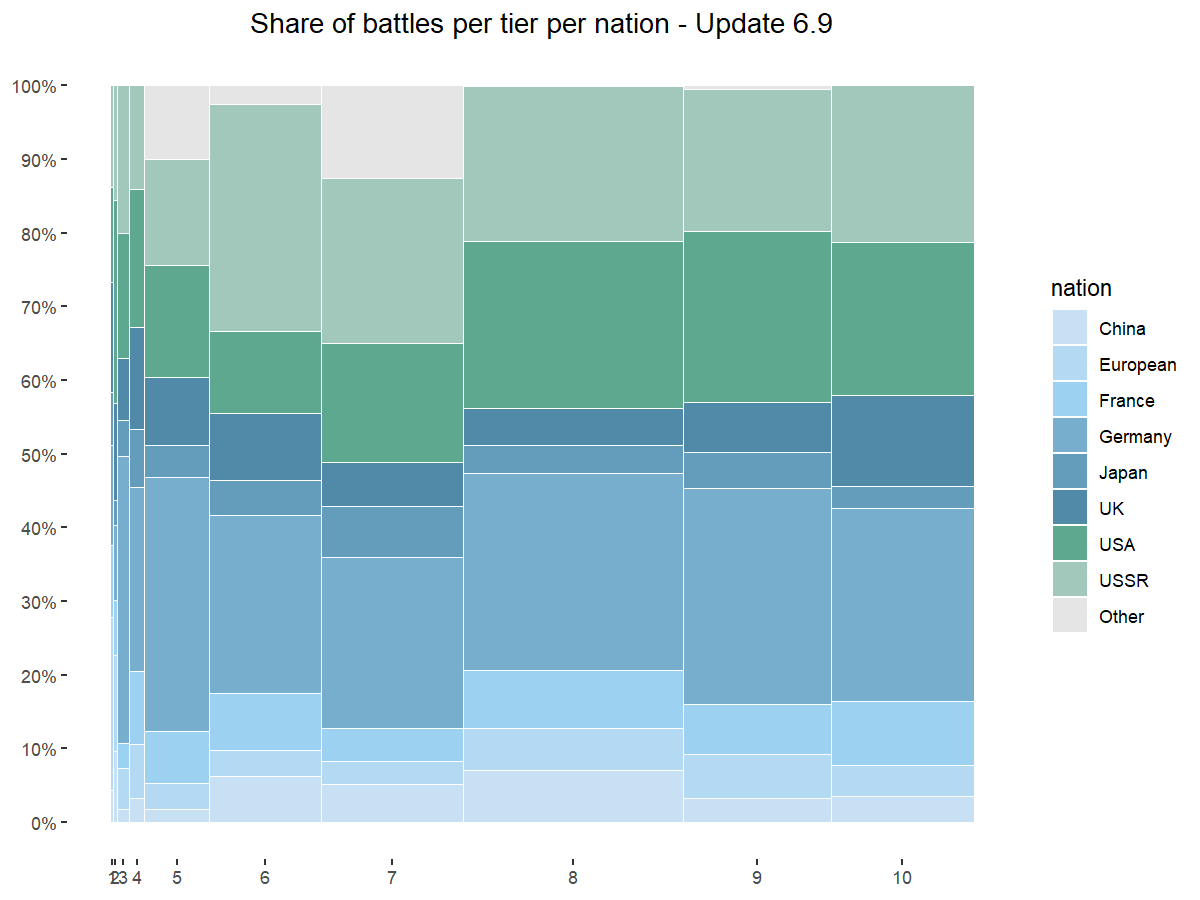 Share of battles per tier per nation - Update 6.9
100%
90%
80%
70%
60%
50%
40%
30%
20%
10%
0%
1 2 3 4 5 6 7 8 9 10
nation
China
European
France
Germany
Japan
UK
USA
USSR
Other